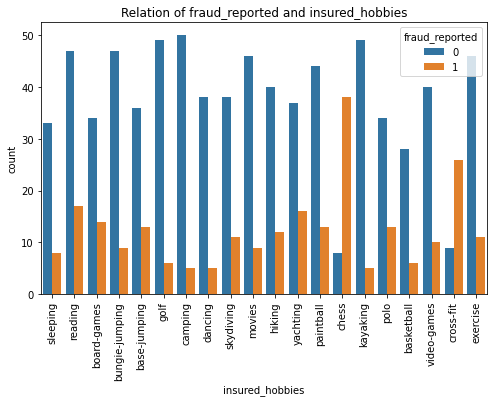 Relation of fraud_reported and insured_hobbies
fraud_reported
0
1
count
50
40
30
20
10
0
sleeping
reading
board-games
bungie-jumping
base-jumping
golf
camping
dancing
skydiving
movies
hiking
yachting
paintball
chess
kayaking
polo
basketball
video-games
cross-fit
exercise
insured_hobbies